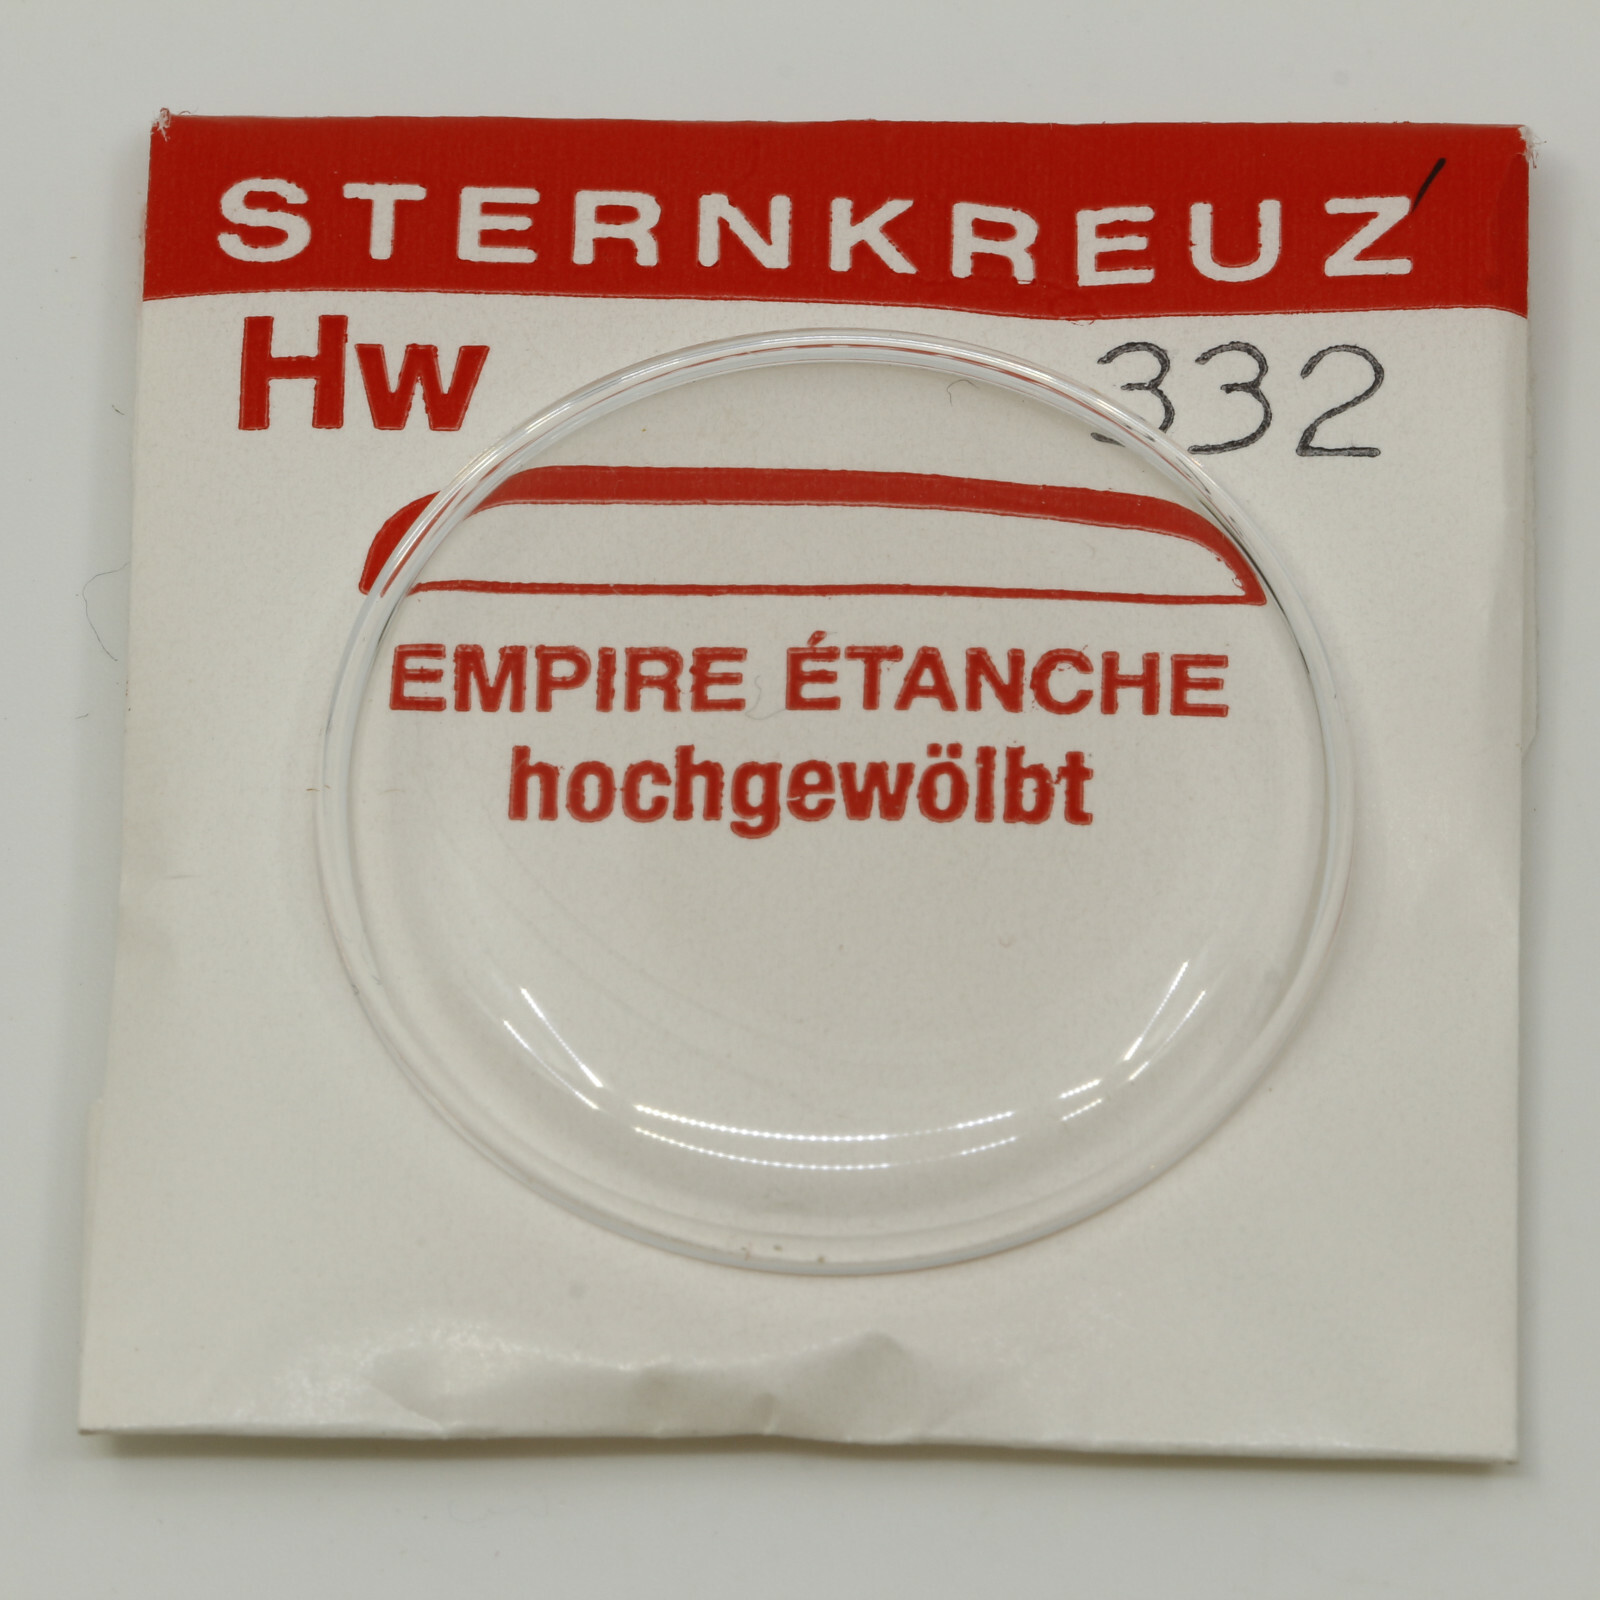 STERNKREUZ
Hw 332
EMPIRE ÉTANCHE
hochgewölbt